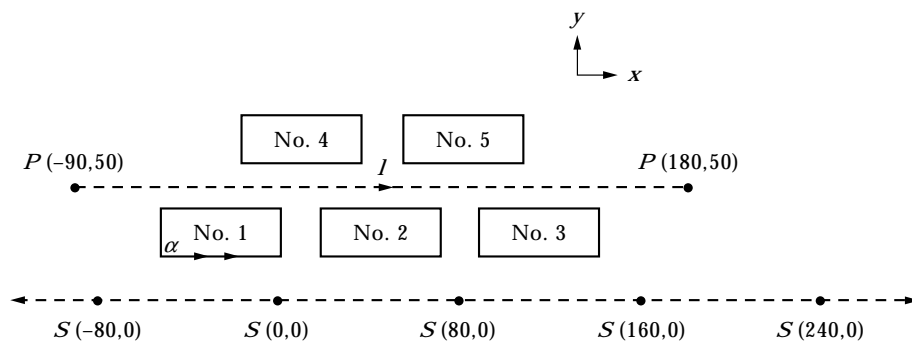 y
x
No. 4 No. 5
P (–90,50) l P (180,50)
No. 1 No. 2 No. 3
α
S (–80,0) S (0,0) S (80,0) S (160,0) S (240,0)